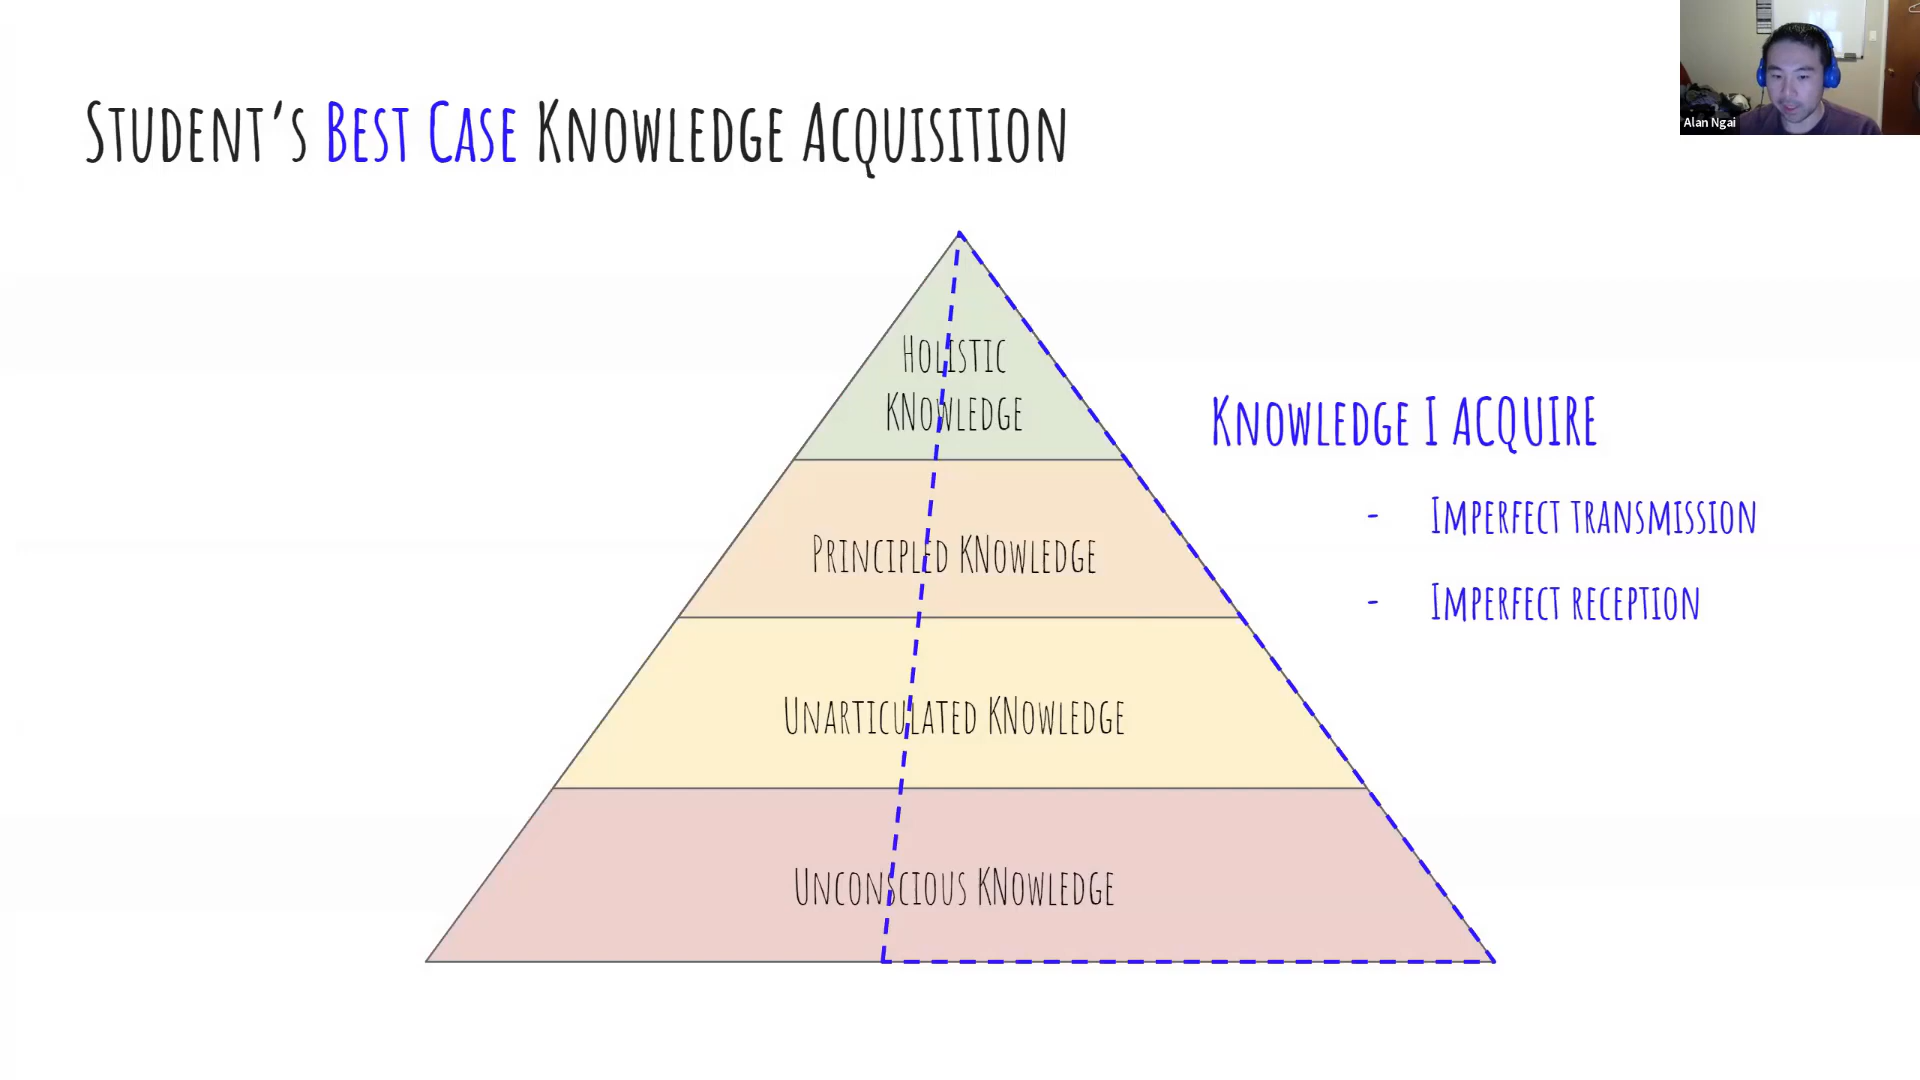 Student's Best Case Knowledge Acquisition
Alan Ngai
Holistic
Knowledge
Knowledge I acquire
- Imperfect transmission
Principled Knowledge
- Imperfect reception
Unarticulated Knowledge
Unconscious Knowledge